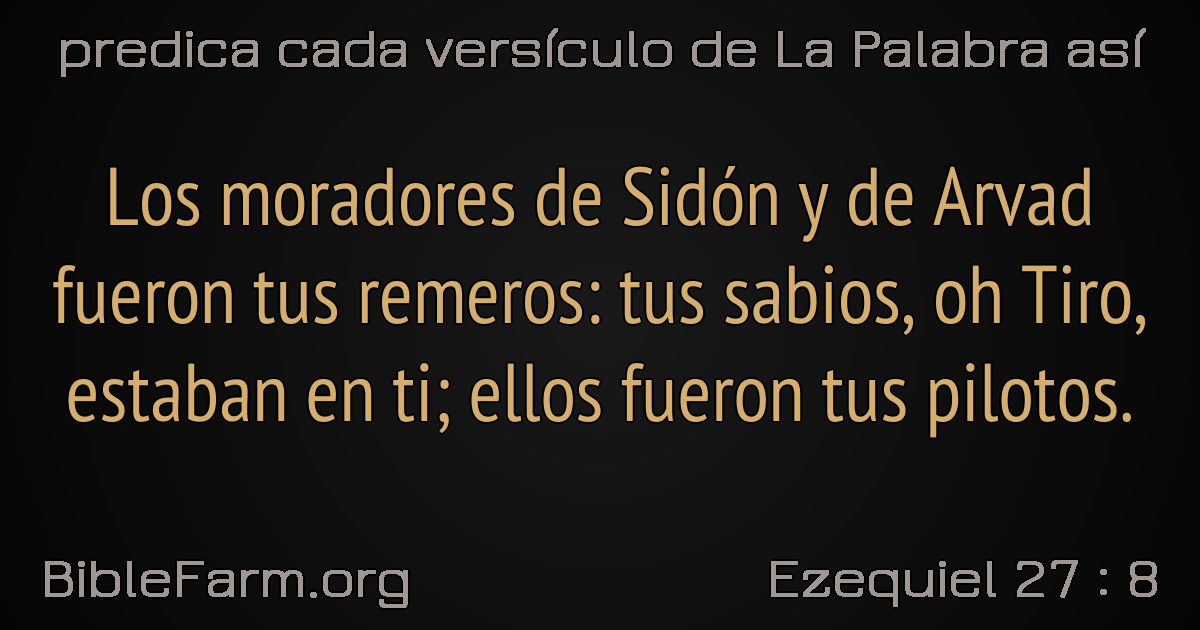 predica cada versículo de La Palabra así
Los moradores de Sidón y de Arvad
fueron tus remeros: tus sabios, oh Tiro,
estaban en ti; ellos fueron tus pilotos.
BibleFarm.org
Ezequiel 27 : 8